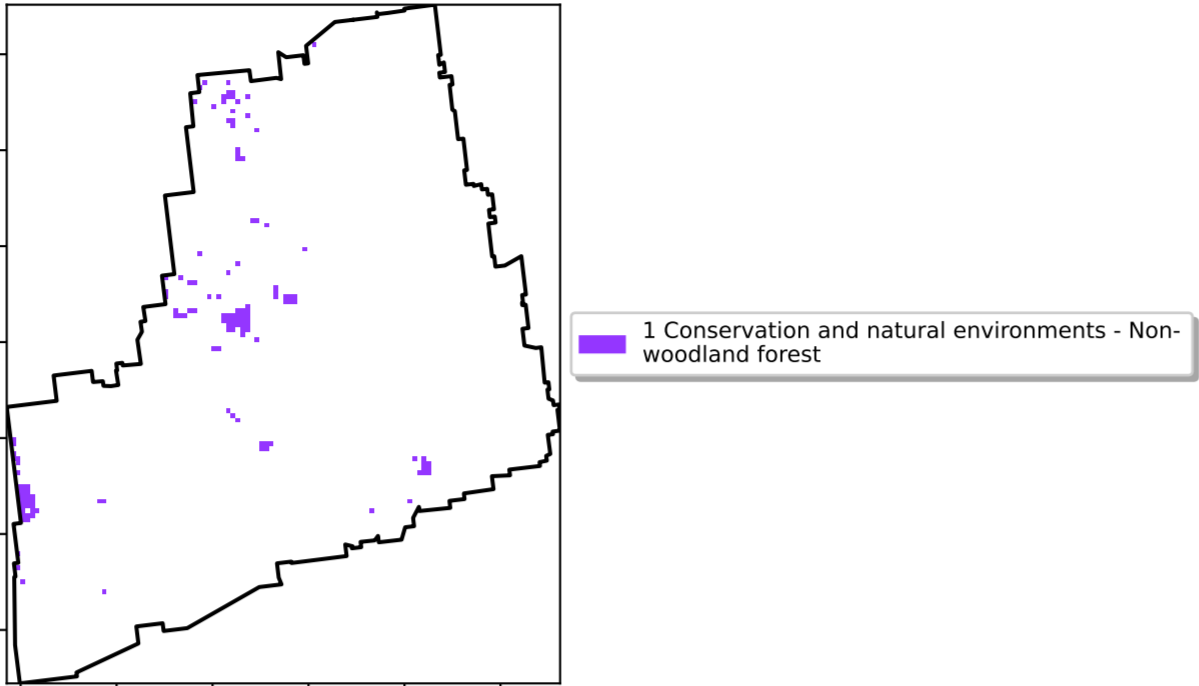 1 Conservation and natural environments - Non-
woodland forest